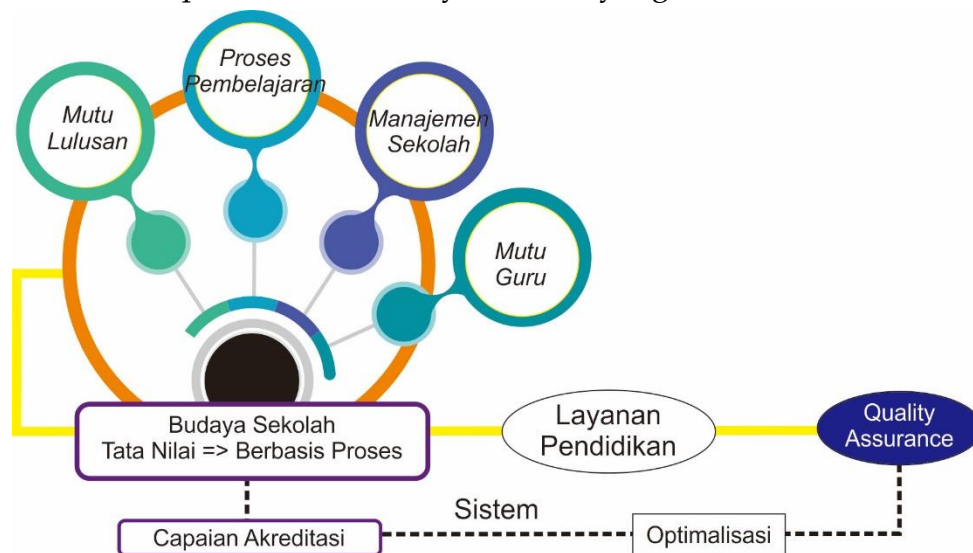 Proses
Pembelajaran
Mutu
Lulusan
Manajemen
Sekolah
Mutu
Guru
Budaya Sekolah
Tata Nilai => Berbasis Proses
Layanan
Pendidikan
Quality
Assurance
Sistem
Capaian Akreditasi
Optimalisasi